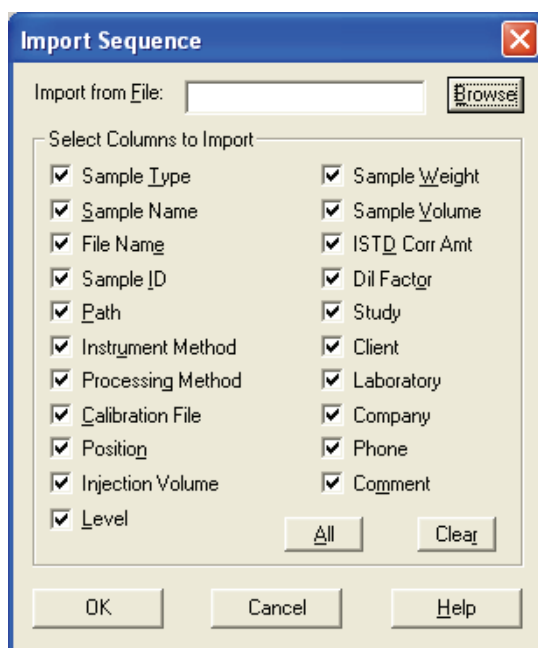 Import Sequence
Import from File:
Browse
Select Columns to Import
Sample Type
Sample Name
File Name
Sample ID
Path
Instrument Method
Processing Method
Calibration File
Position
Injection Volume
Level
Sample Weight
Sample Volume
ISTD Corr Amt
Dil Factor
Study
Client
Laboratory
Company
Phone
Comment
All
Clear
OK
Cancel
Help